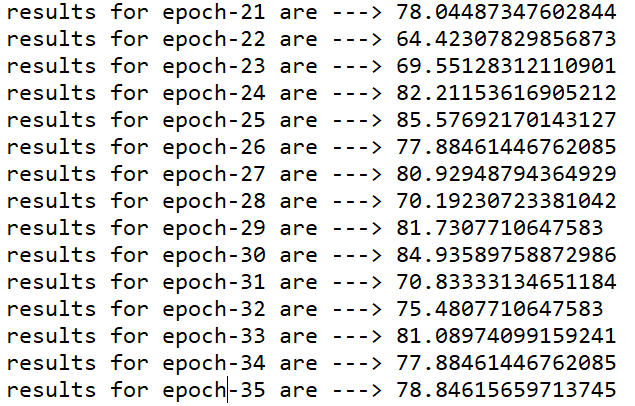 results for epoch-21 are ---> 78.04487347602844
results for epoch-22 are ---> 64.42307829856873
results for epoch-23 are ---> 69.55128312110901
results for epoch-24 are ---> 82.21153616905212
results for epoch-25 are ---> 85.57692170143127
results for epoch-26 are ---> 77.88461446762085
results for epoch-27 are ---> 80.92948794364929
results for epoch-28 are ---> 70.19230723381042
results for epoch-29 are ---> 81.7307710647583
results for epoch-30 are ---> 84.93589758872986
results for epoch-31 are ---> 70.83333134651184
results for epoch-32 are ---> 75.4807710647583
results for epoch-33 are ---> 81.08974099159241
results for epoch-34 are ---> 77.88461446762085
results for epoch-35 are ---> 78.84615659713745